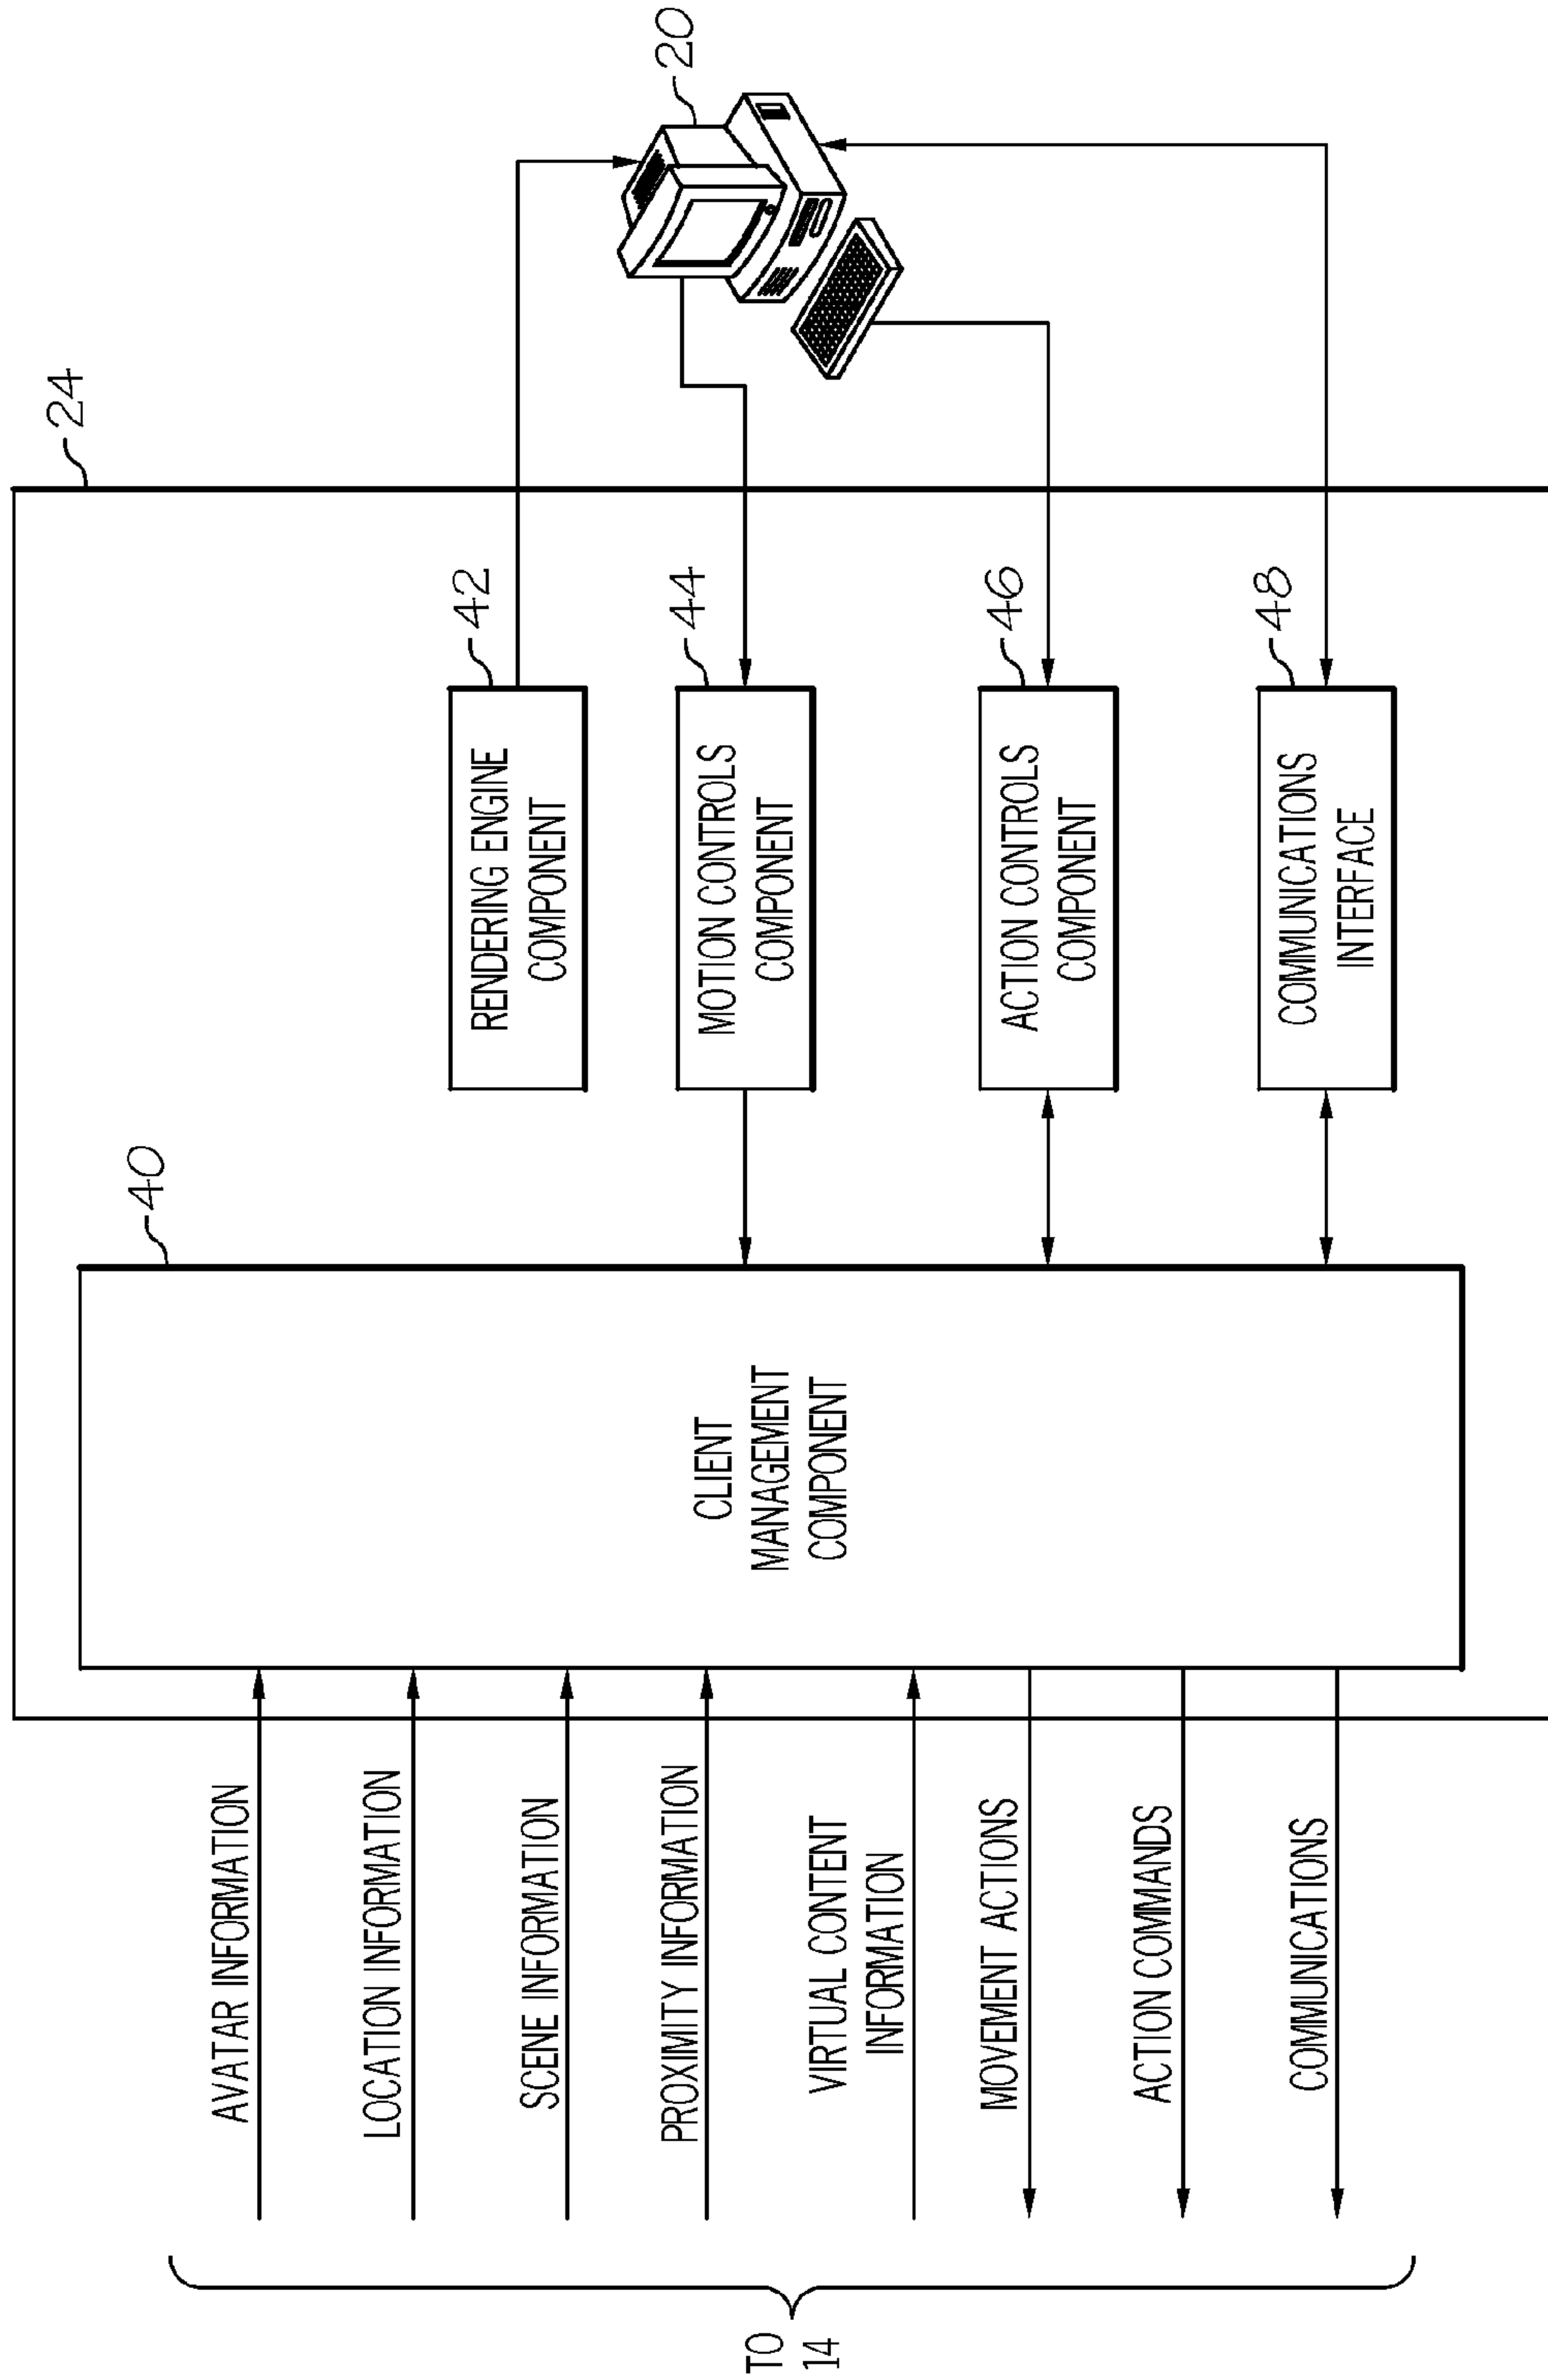 TO
14
AVATAR INFORMATION
LOCATION INFORMATION
SCENE INFORMATION
PROXIMITY INFORMATION
VIRTUAL CONTENT
INFORMATION
MOVEMENT ACTIONS
ACTION COMMANDS
COMMUNICATIONS
40
CLIENT
MANAGEMENT
COMPONENT
42
RENDERING ENGINE
COMPONENT
44
MOTION CONTROLS
COMPONENT
46
ACTION CONTROLS
COMPONENT
48
COMMUNICATIONS
INTERFACE
24
20